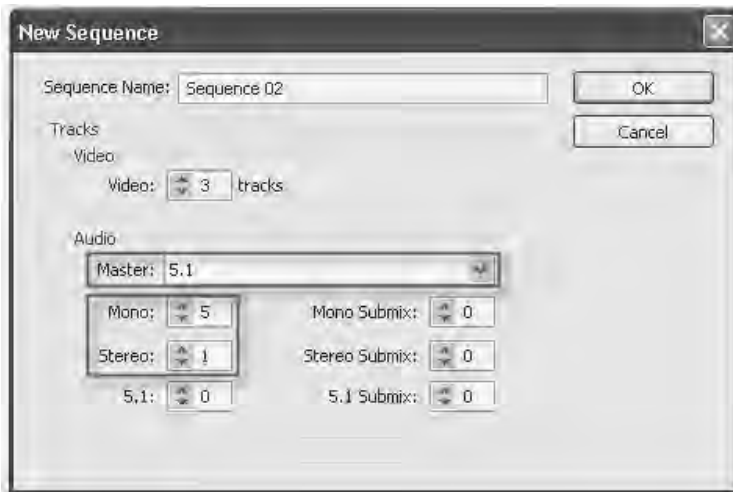 New Sequence
Sequence Name: Sequence 02
OK
Tracks
Cancel
Video
Video: 3 tracks
Audio
Master: 5.1
Mono: 5 Mono Submix: 0
Stereo: 1 Stereo Submix: 0
5.1: 0 5.1 Submix: 0